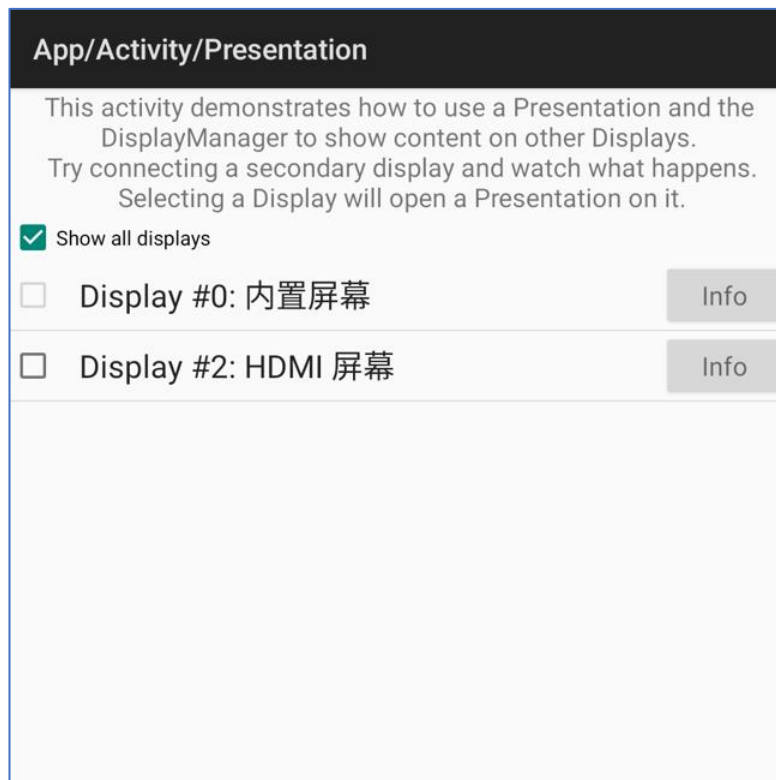 App/Activity/Presentation
This activity demonstrates how to use a Presentation and the
DisplayManager to show content on other Displays.
Try connecting a secondary display and watch what happens.
Selecting a Display will open a Presentation on it.
Show all displays
Display #0: 内置屏幕 Info
Display #2: HDMI 屏幕 Info